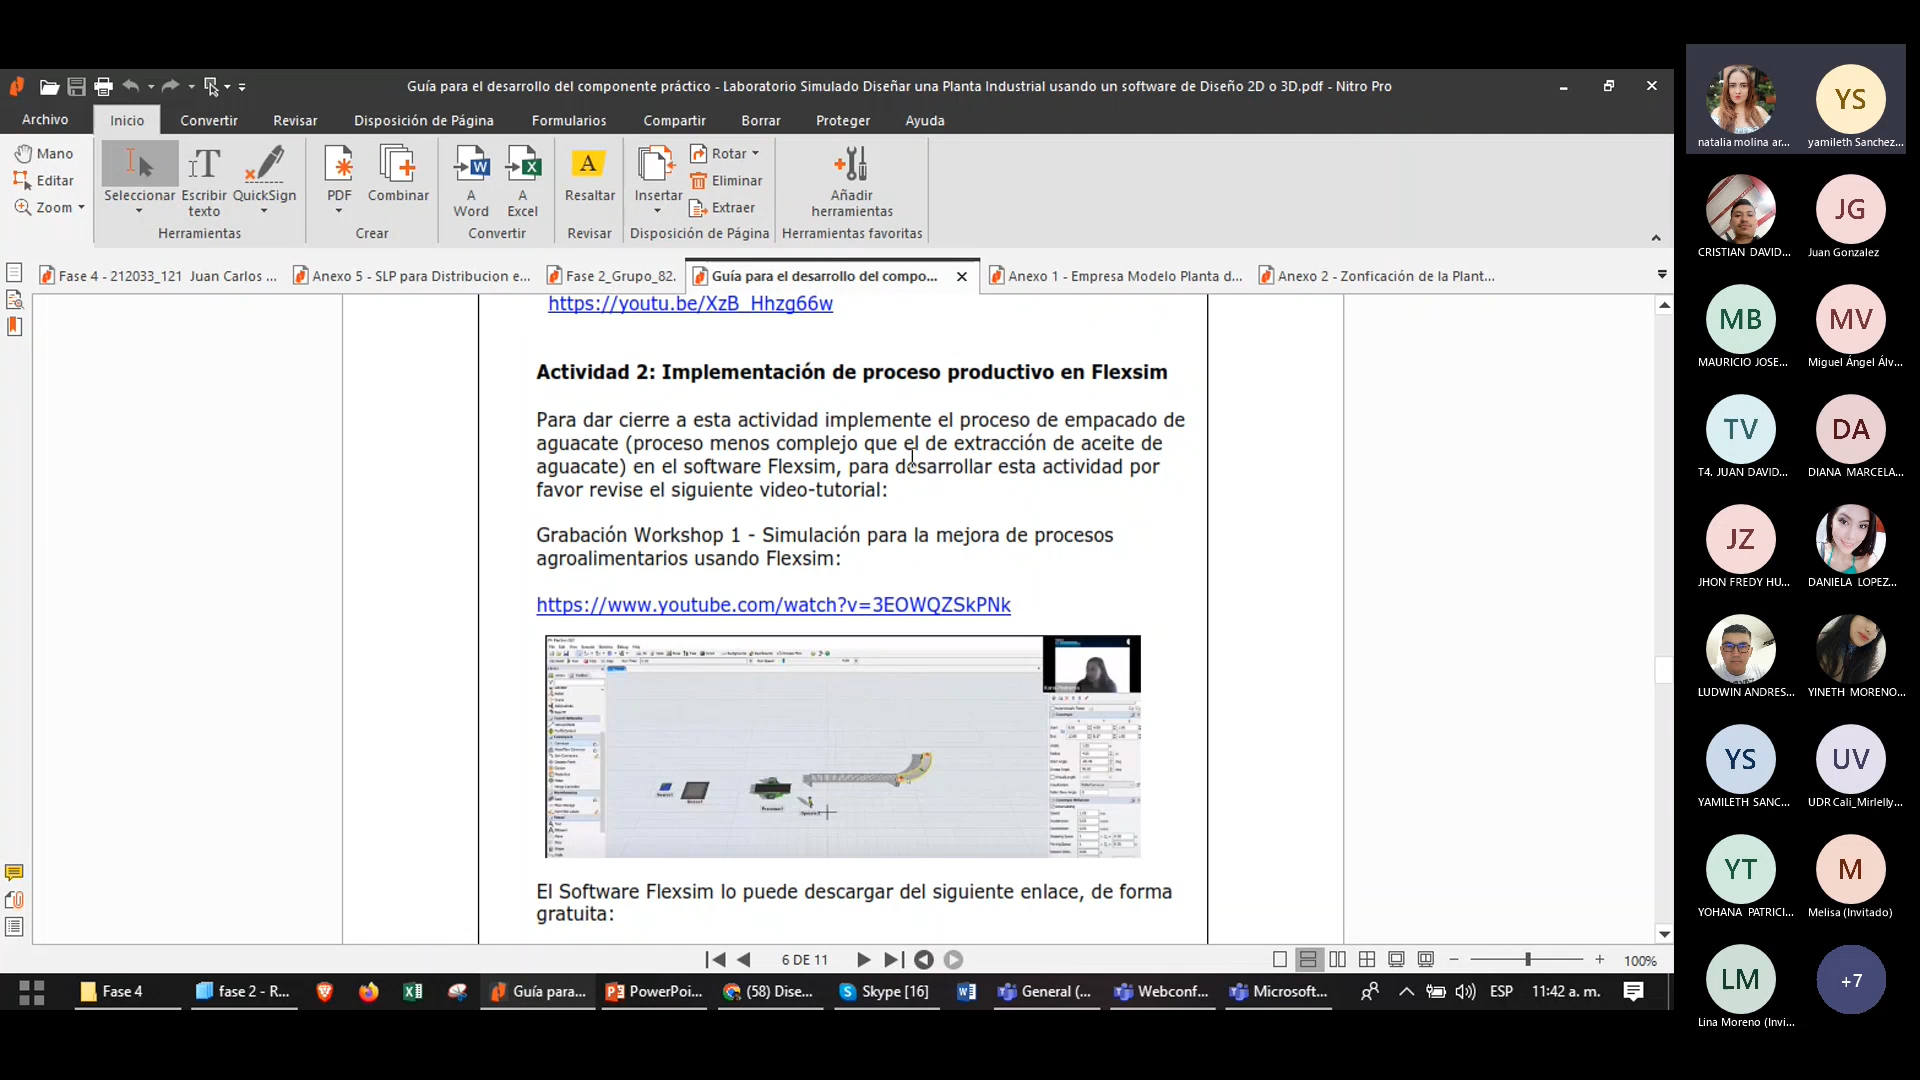 Guía para el desarrollo del componente práctico - Laboratorio Simulado Diseñar una Planta Industrial usando un software de Diseño 2D o 3D.pdf - Nitro Pro
Archivo
Inicio
Convertir
Revisar
Disposición de Página
Formularios
Compartir
Borrar
Proteger
Ayuda
Mano
Editar
Zoom
Seleccionar
Escribir texto
QuickSign
Herramientas
PDF
Combinar
Crear
A Word
A Excel
Convertir
Resaltar
Revisar
Insertar
Rotar
Eliminar
Extraer
Disposición de Página
Añadir herramientas
Herramientas favoritas
Fase 4 - 212033_121 Juan Carlos ...
Anexo 5 - SLP para Distribucion e...
Fase 2_Grupo_82.
Guía para el desarrollo del compo...
Anexo 1 - Empresa Modelo Planta d...
Anexo 2 - Zonficación de la Plant...
https://youtu.be/XzB_Hhzg66w
Actividad 2: Implementación de proceso productivo en Flexsim
Para dar cierre a esta actividad implemente el proceso de empacado de
aguacate (proceso menos complejo que el de extracción de aceite de
aguacate) en el software Flexsim, para desarrollar esta actividad por
favor revise el siguiente video-tutorial:
Grabación Workshop 1 - Simulación para la mejora de procesos
agroalimentarios usando Flexsim:
https://www.youtube.com/watch?v=3EOWQZSkPNk
El Software Flexsim lo puede descargar del siguiente enlace, de forma
gratuita:
6 DE 11
100%
Fase 4
fase 2 - R...
Guía para...
PowerPoi...
(58) Dise...
Skype [16]
General (...
Webconf...
Microsoft...
ESP
11:42 a. m.
YS
natalia molina ar...
yamileth Sanchez...
JG
CRISTIAN DAVID...
Juan Gonzalez
MB
MV
MAURICIO JOSE...
Miguel Ángel Álv...
TV
DA
T4. JUAN DAVID...
DIANA MARCELA...
JZ
JHON FREDY HU...
DANIELA LOPEZ...
LUDWIN ANDRES...
YINETH MORENO...
YS
UV
YAMILETH SANC...
UDR Cali_Mirlelly...
YT
M
YOHANA PATRICI...
Melisa (Invitado)
LM
+7
Lina Moreno (Invi...